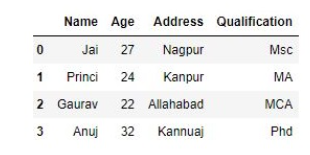 Name Age Address Qualification
0 Jai 27 Nagpur Msc
1 Princi 24 Kanpur MA
2 Gaurav 22 Allahabad MCA
3 Anuj 32 Kannuaj Phd